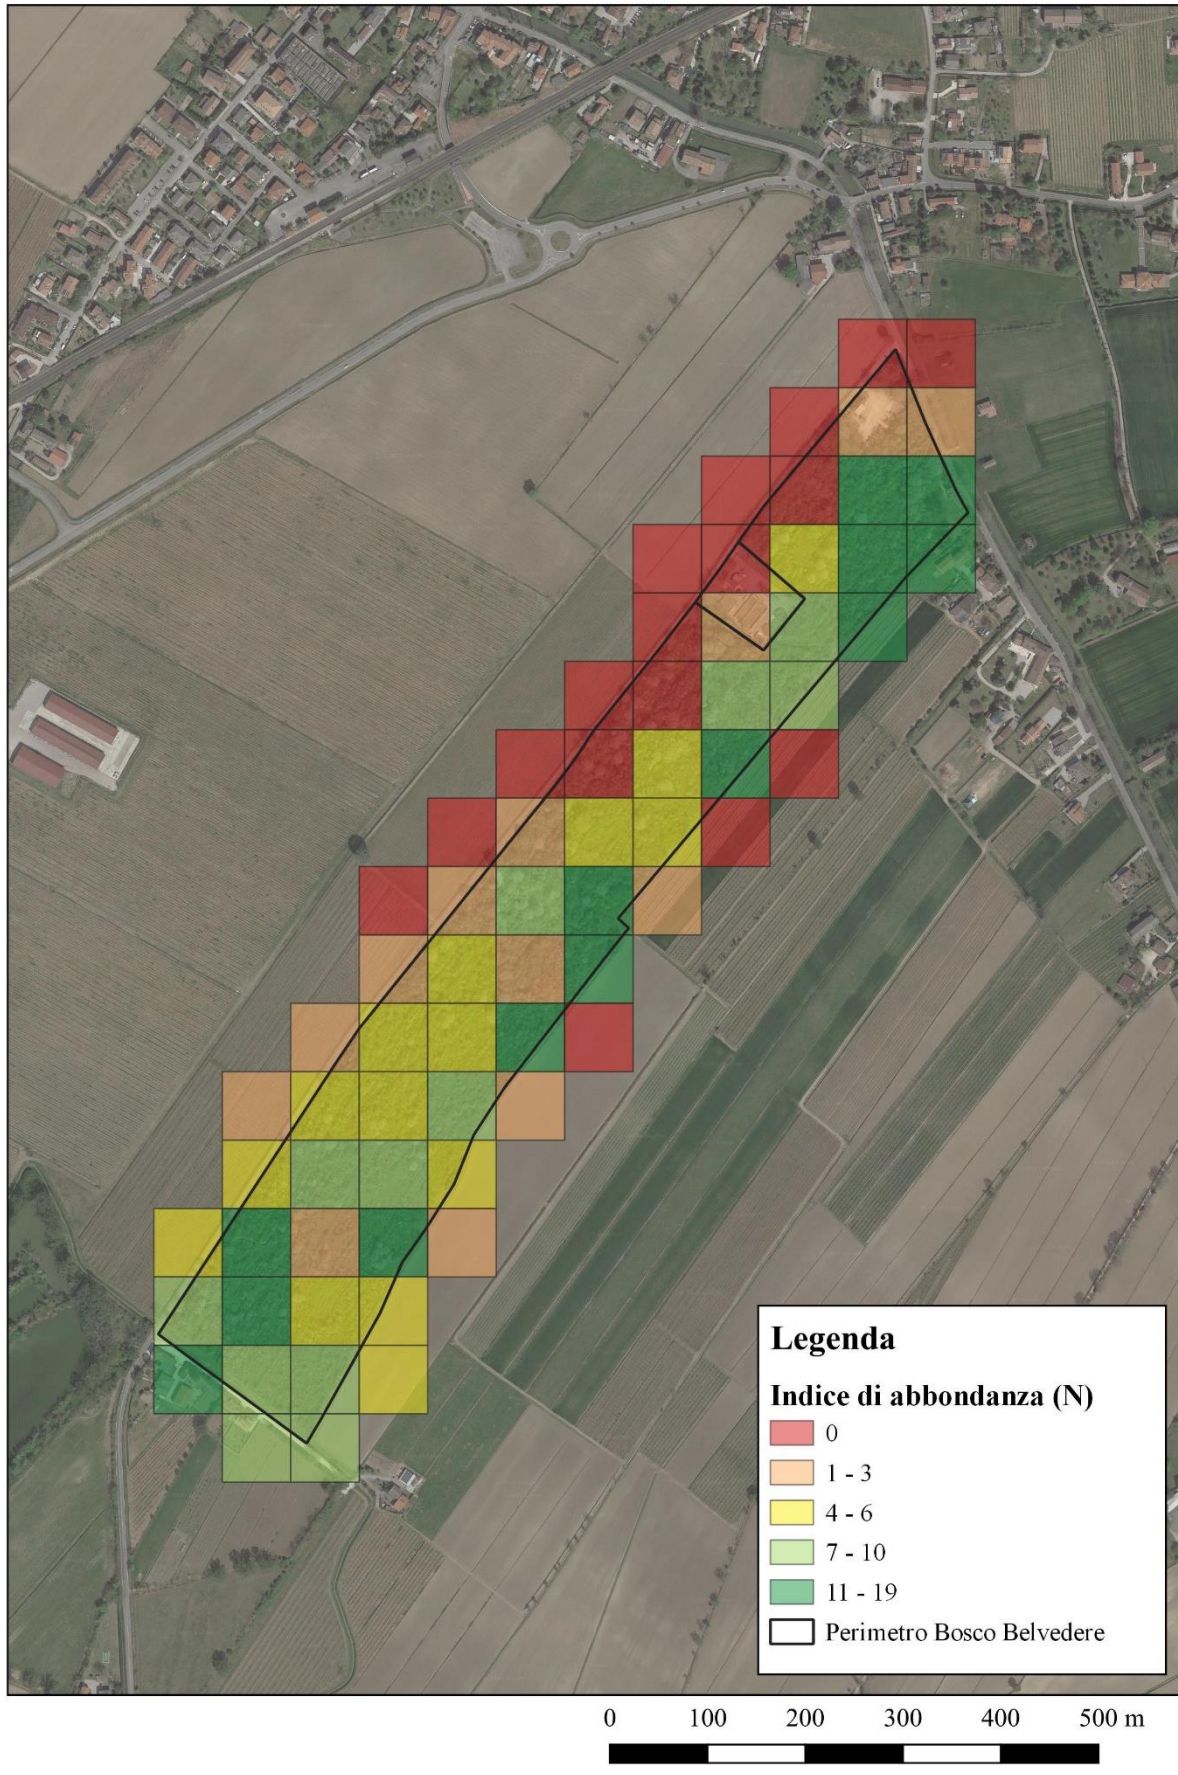 Legenda
Indice di abbondanza (N)
0
1 - 3
4 - 6
7 - 10
11 - 19
Perimetro Bosco Belvedere
0 100 200 300 400 500 m